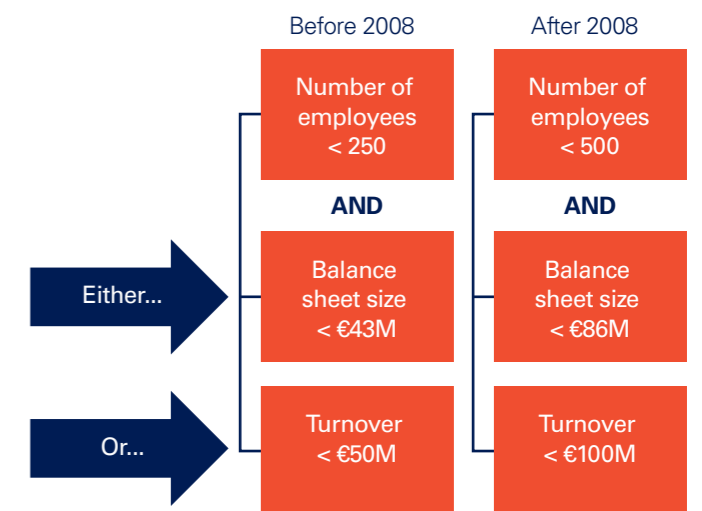 Before 2008
After 2008
Number of
employees
< 250
Number of
employees
< 500
AND
AND
Either...
Balance
sheet size
< €43M
Balance
sheet size
< €86M
Or...
Turnover
< €50M
Turnover
< €100M